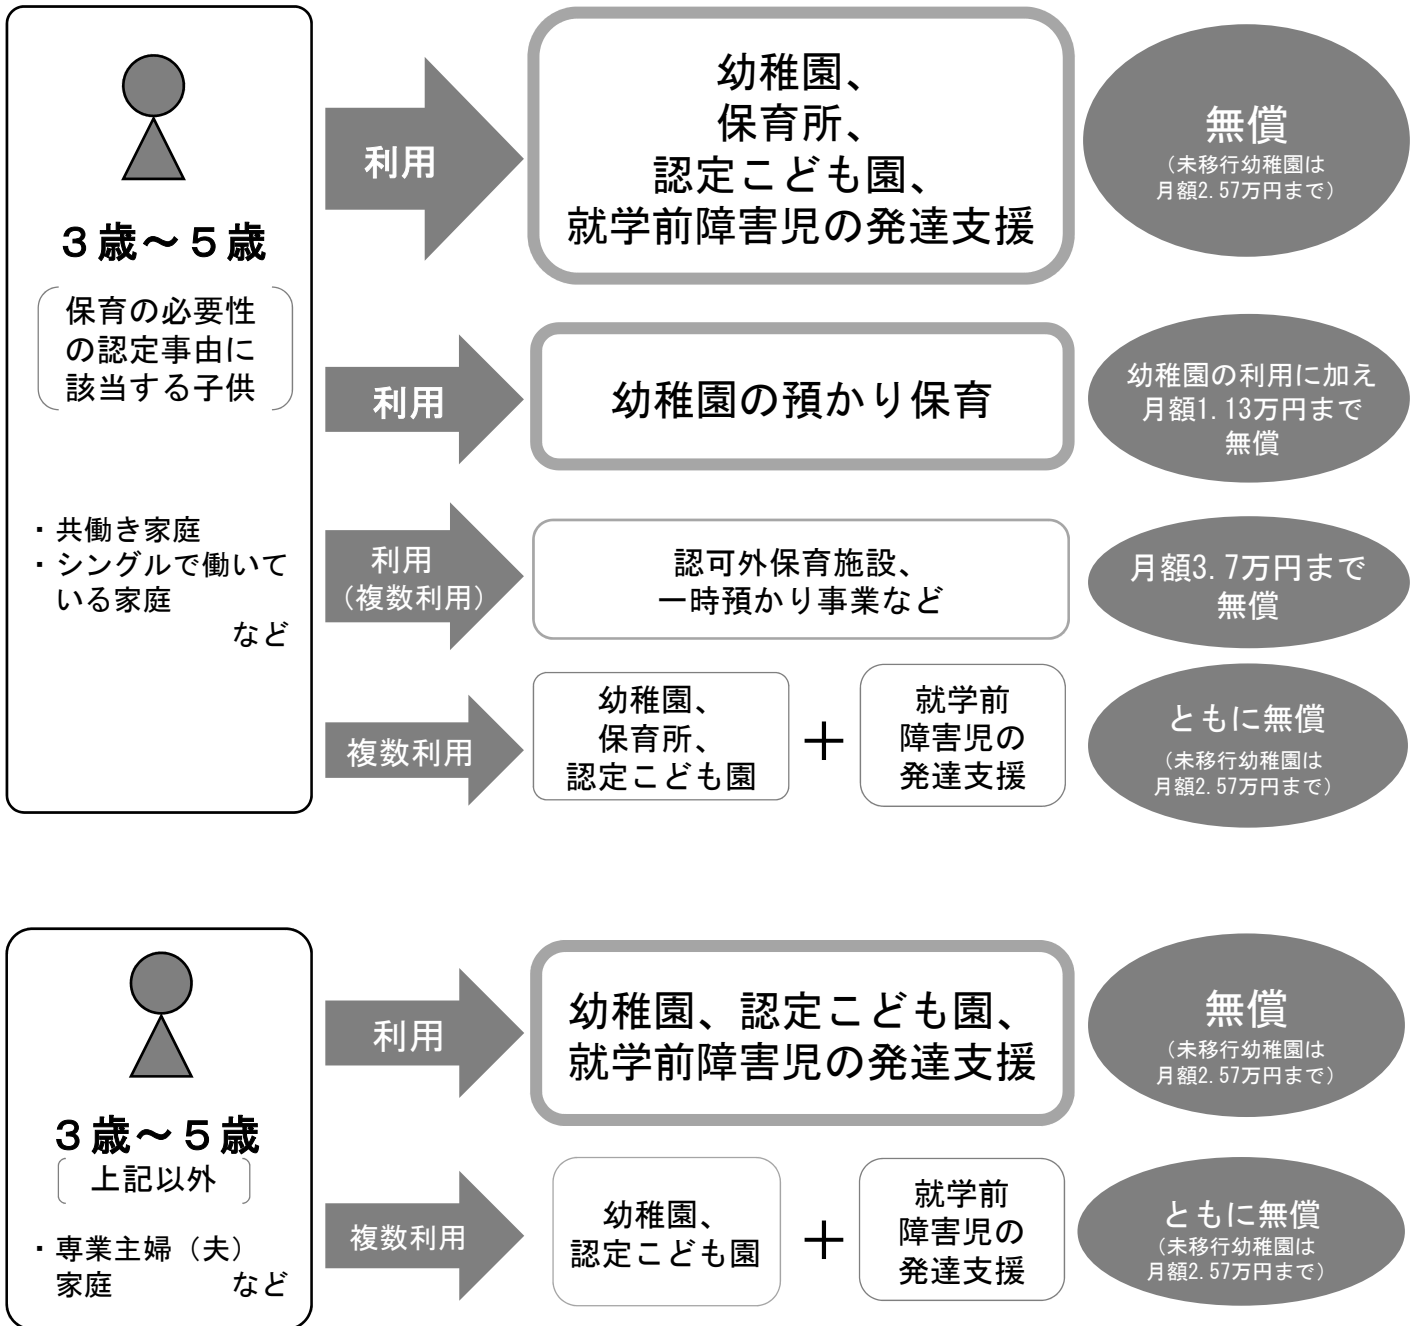 ３歳～５歳
保育の必要性
の認定事由に
該当する子供
・共働き家庭
・シングルで働いて
いる家庭
など
利用
幼稚園、
保育所、
認定こども園、
就学前障害児の発達支援
無償
（未移行幼稚園は
月額2.57万円まで）
利用
幼稚園の預かり保育
幼稚園の利用に加え
月額1.13万円まで
無償
利用
（複数利用）
認可外保育施設、
一時預かり事業など
月額3.7万円まで
無償
複数利用
幼稚園、
保育所、
認定こども園
＋
就学前
障害児の
発達支援
ともに無償
（未移行幼稚園は
月額2.57万円まで）
３歳～５歳
上記以外
・専業主婦（夫）
家庭 など
利用
幼稚園、認定こども園、
就学前障害児の発達支援
無償
（未移行幼稚園は
月額2.57万円まで）
複数利用
幼稚園、
認定こども園
＋
就学前
障害児の
発達支援
ともに無償
（未移行幼稚園は
月額2.57万円まで）